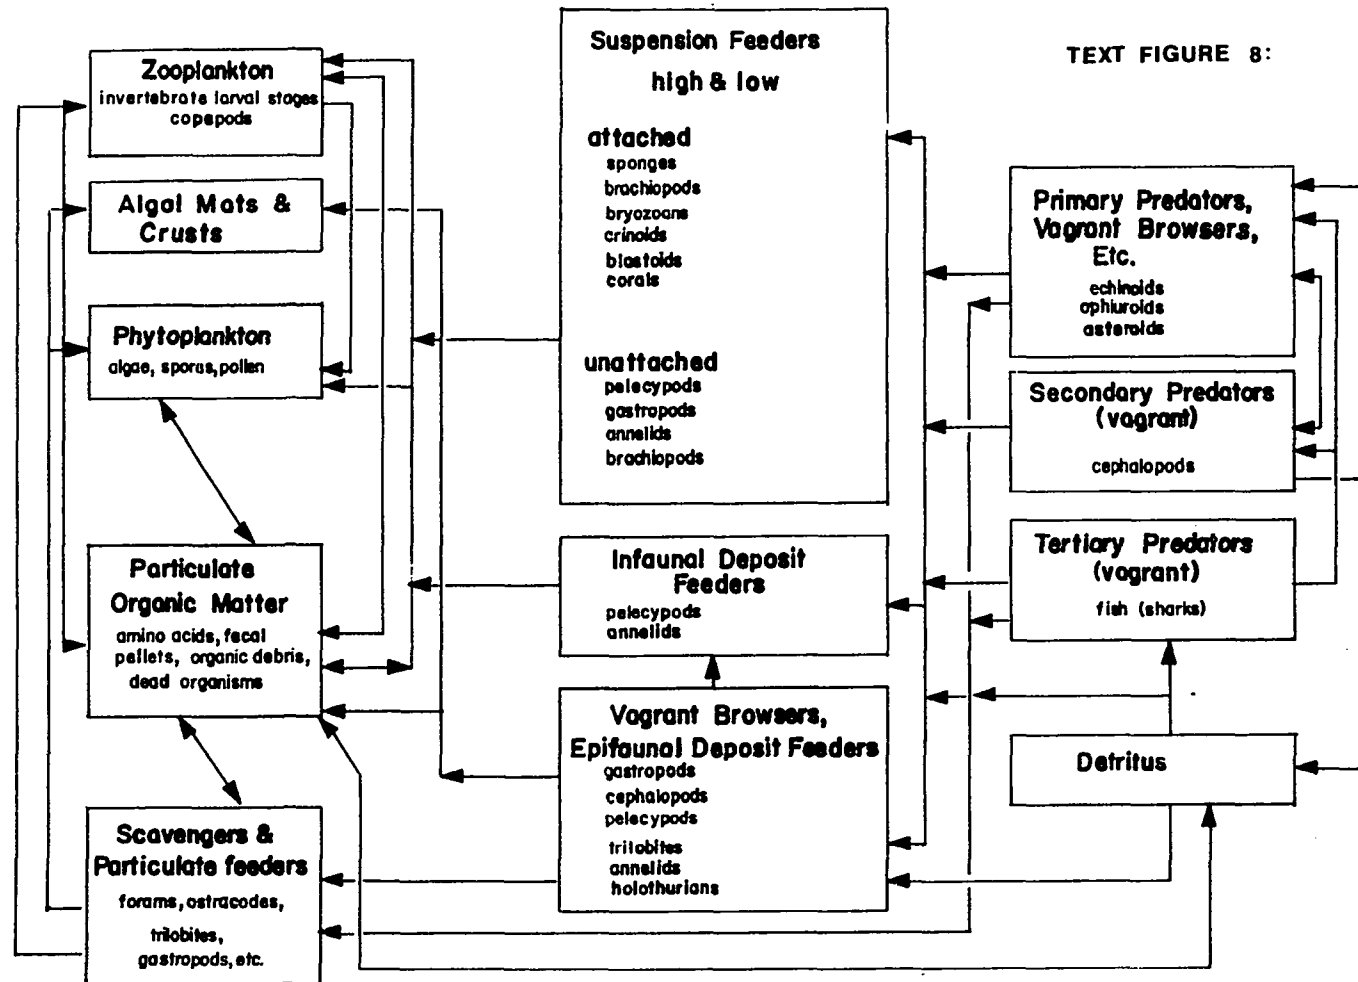 TEXT FIGURE 8:
Zooplankton
invertebrate larval stages
copepods
Algal Mats &
Crusts
Phytoplankton
algae, sporus, pollen
Particulate
Organic Matter
amino acids, fecal
pellets, organic debris,
dead organisms
Scavengers &
Particulate feeders
forams, ostracodes,
trilobites,
gastropods, etc.
Suspension Feeders
high & low
attached
sponges
brachiopods
bryozoans
crinoids
blastoids
corals
unattached
pelecypods
gastropods
annelids
brachiopods
Infaunal Deposit
Feeders
pelecypods
annelids
Vagrant Browsers,
Epifaunal Deposit Feeders
gastropods
cephalopods
pelecypods
trilobites
annelids
holothurians
Primary Predators,
Vagrant Browsers,
Etc.
echinoids
ophiuroids
asteroids
Secondary Predators
(vagrant)
cephalopods
Tertiary Predators
(vagrant)
fish (sharks)
Detritus